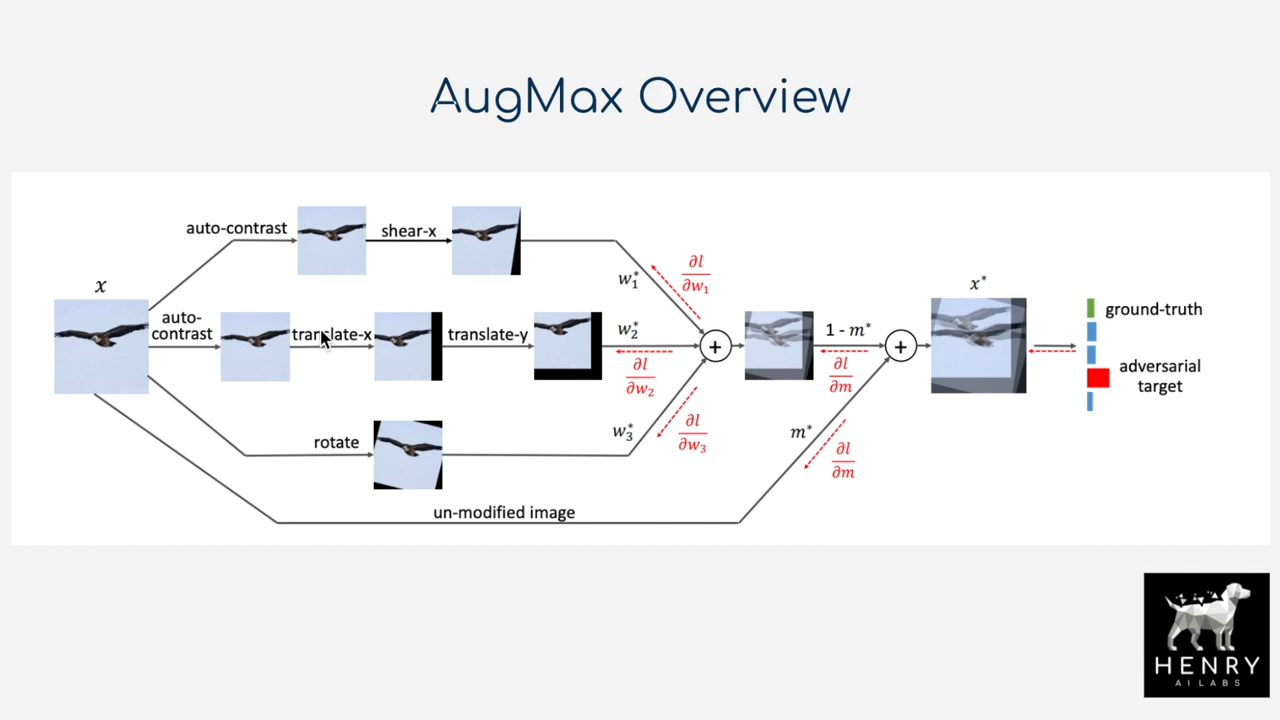 AugMax Overview
auto-contrast
shear-x
x
auto-
contrast
translate-x
translate-y
rotate
un-modified image
w₁*
∂l
∂w₁
w₂*
∂l
∂w₂
w₃*
∂l
∂w₃
1 - m*
∂l
∂m
m*
∂l
∂m
x*
ground-truth
adversarial
target
HENRY
AI LABS